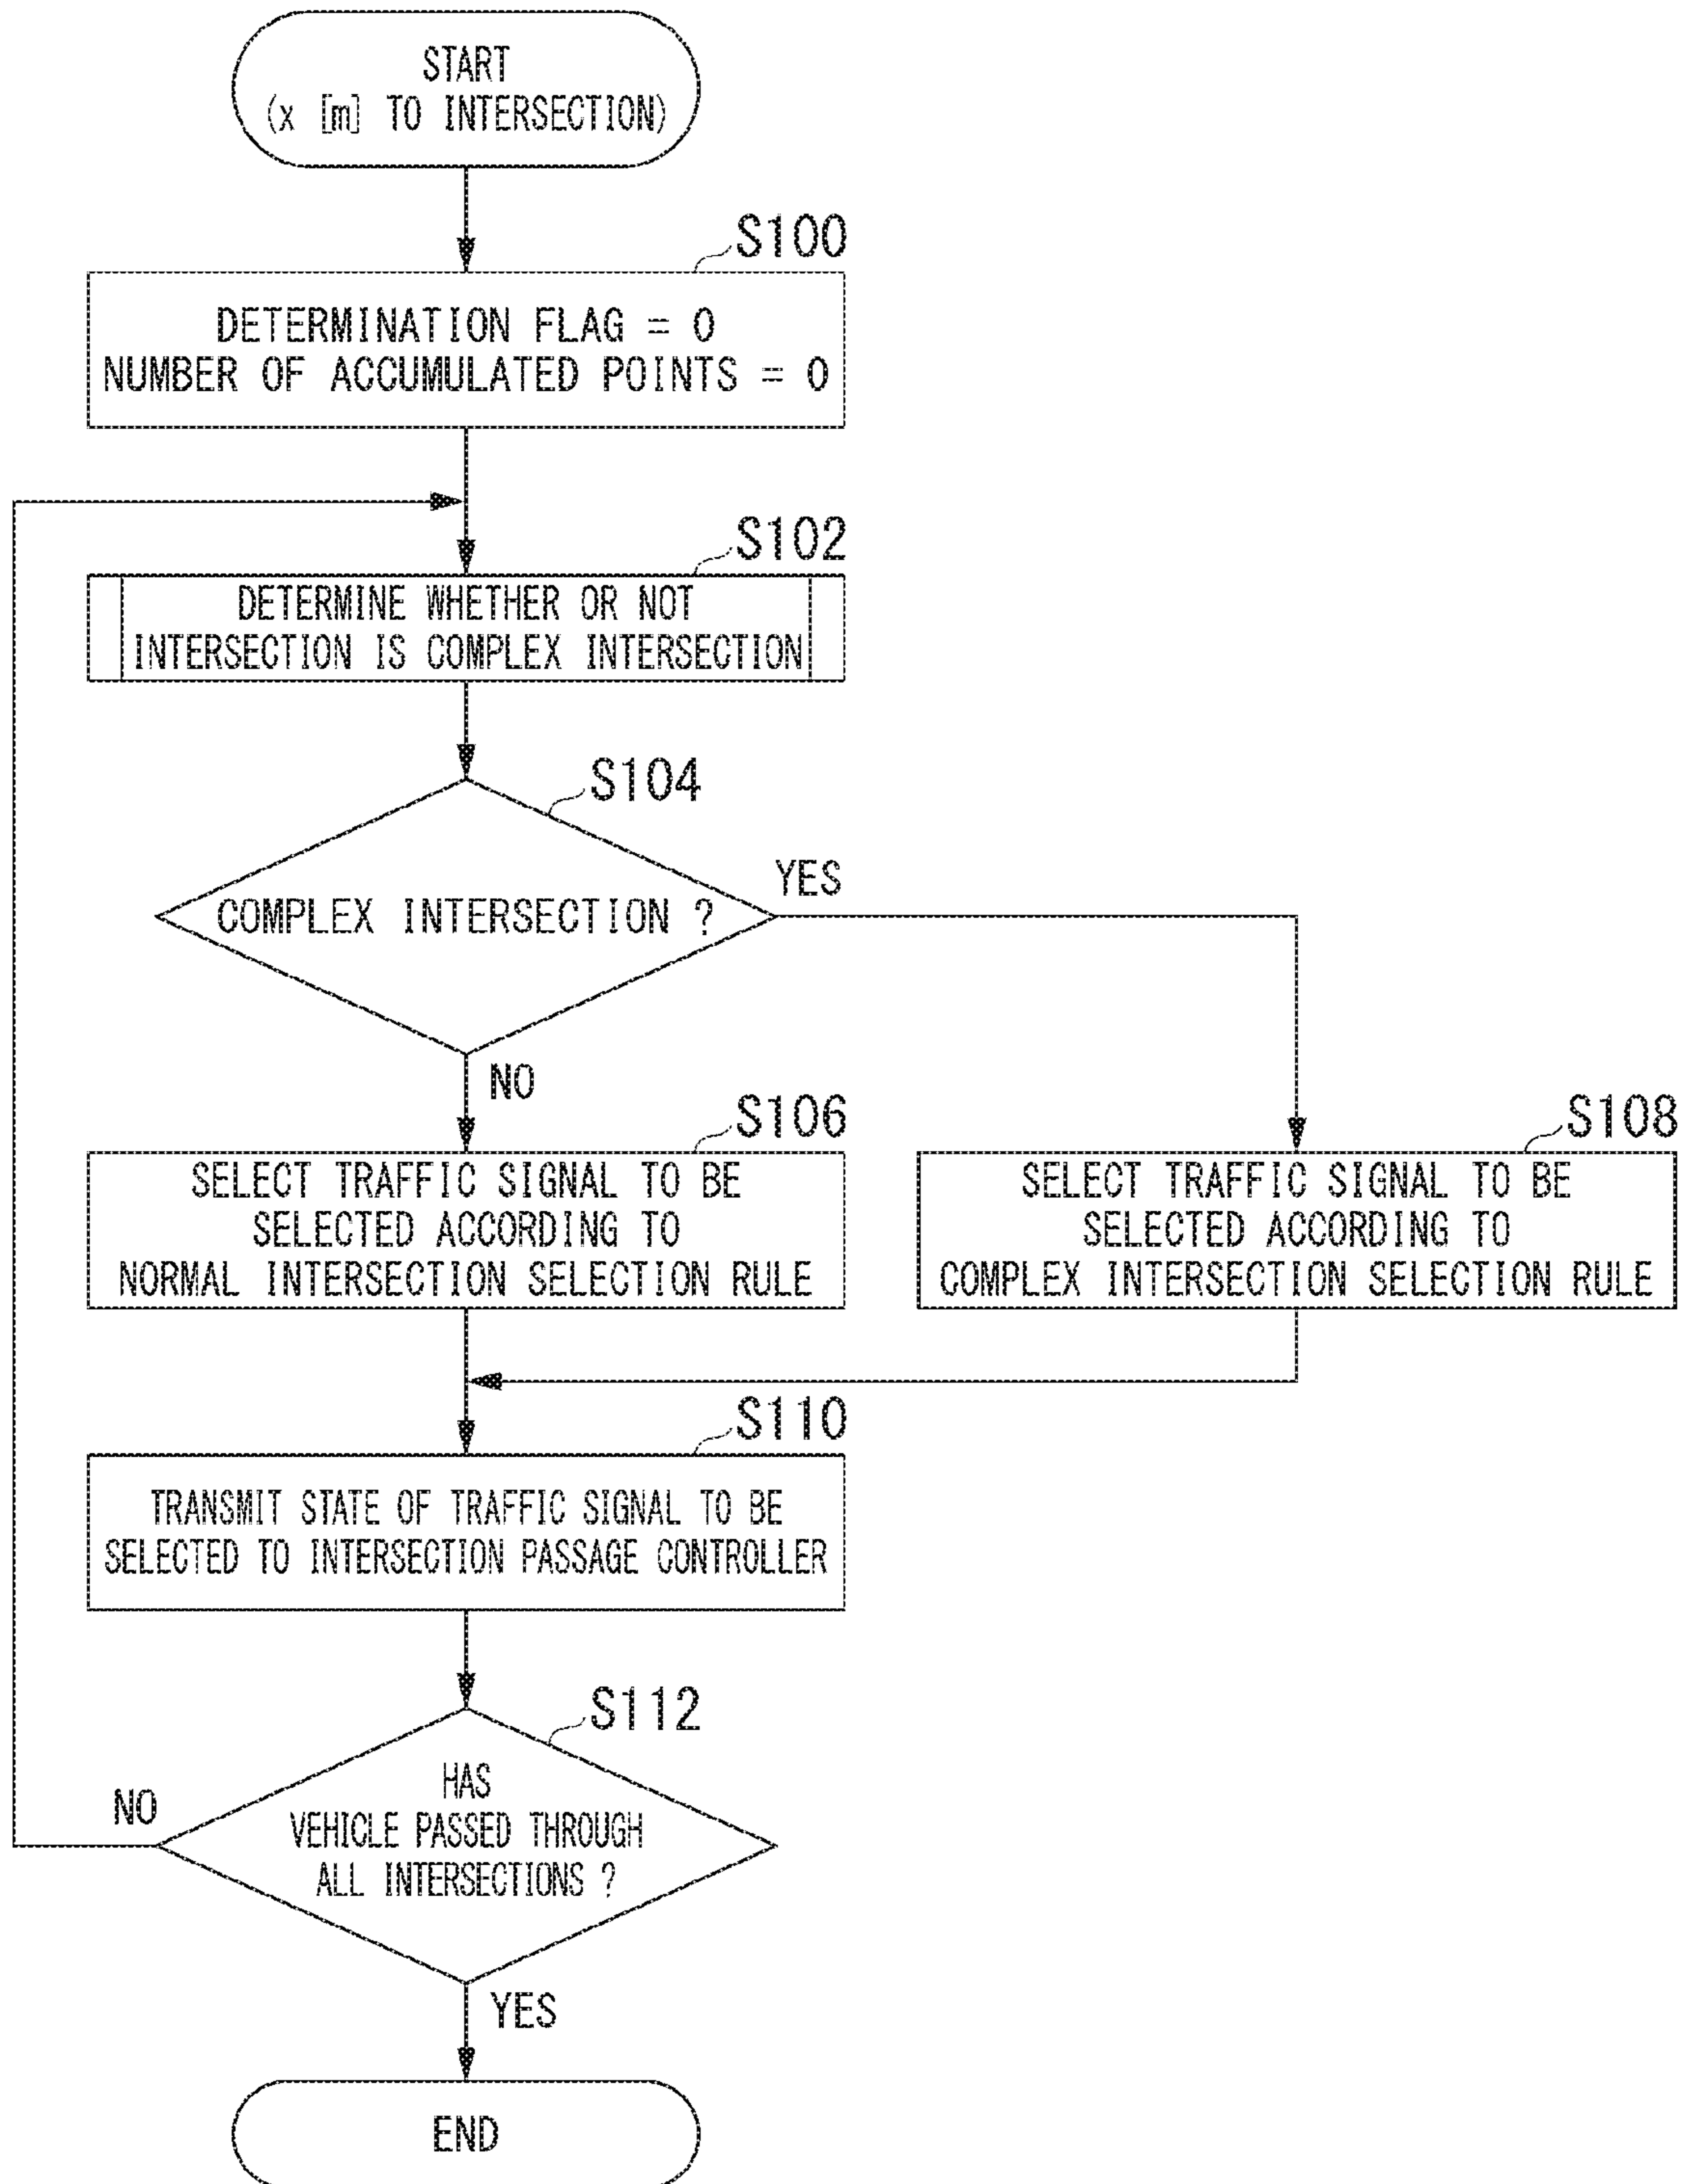 START
(x [m] TO INTERSECTION)
S100
DETERMINATION FLAG = 0
NUMBER OF ACCUMULATED POINTS = 0
S102
DETERMINE WHETHER OR NOT
INTERSECTION IS COMPLEX INTERSECTION
S104
COMPLEX INTERSECTION ?
YES
NO
S106
SELECT TRAFFIC SIGNAL TO BE
SELECTED ACCORDING TO
NORMAL INTERSECTION SELECTION RULE
S108
SELECT TRAFFIC SIGNAL TO BE
SELECTED ACCORDING TO
COMPLEX INTERSECTION SELECTION RULE
S110
TRANSMIT STATE OF TRAFFIC SIGNAL TO BE
SELECTED TO INTERSECTION PASSAGE CONTROLLER
S112
HAS
VEHICLE PASSED THROUGH
ALL INTERSECTIONS ?
NO
YES
END